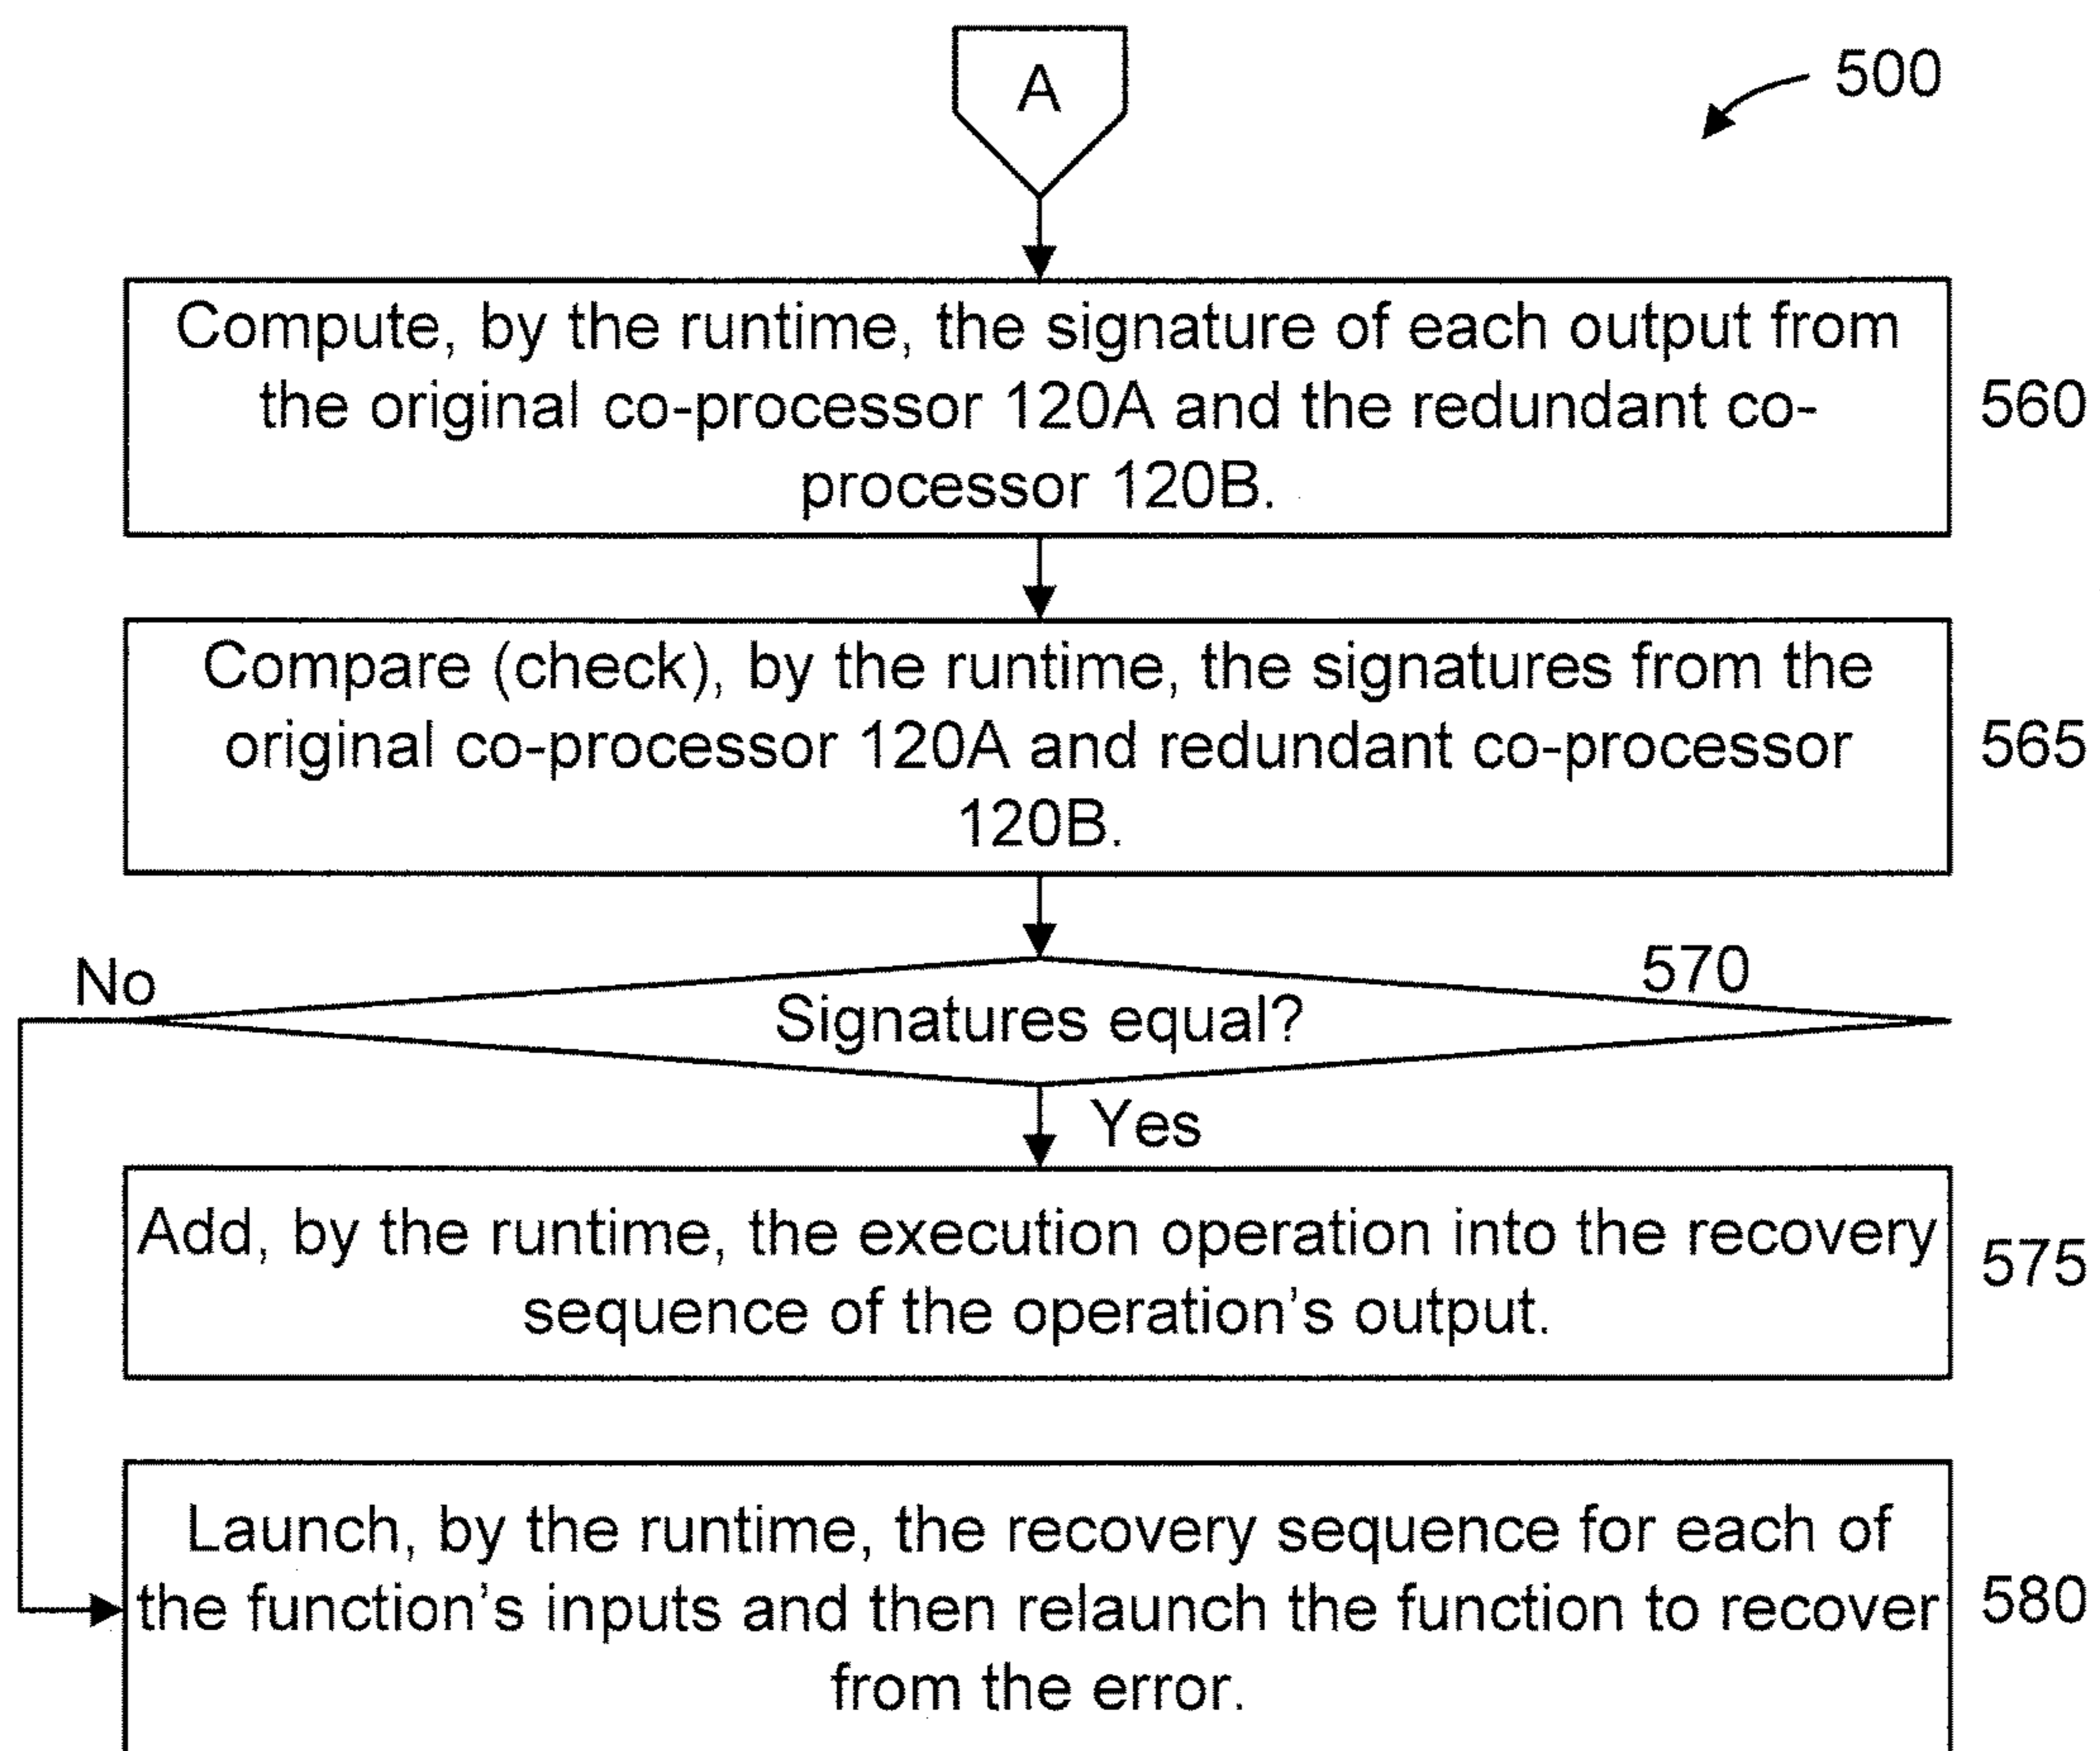 A
500
Compute, by the runtime, the signature of each output from
the original co-processor 120A and the redundant co-
processor 120B.
560
Compare (check), by the runtime, the signatures from the
original co-processor 120A and redundant co-processor
120B.
565
No
570
Signatures equal?
Yes
Add, by the runtime, the execution operation into the recovery
sequence of the operation's output.
575
Launch, by the runtime, the recovery sequence for each of
the function's inputs and then relaunch the function to recover
from the error.
580